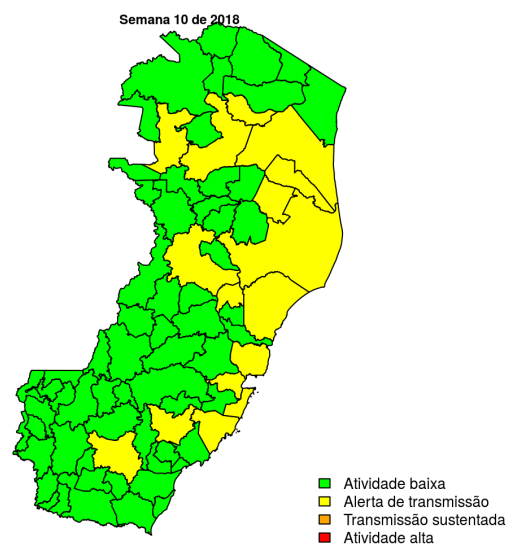 Semana 10 de 2018
Atividade baixa
Alerta de transmissão
Transmissão sustentada
Atividade alta